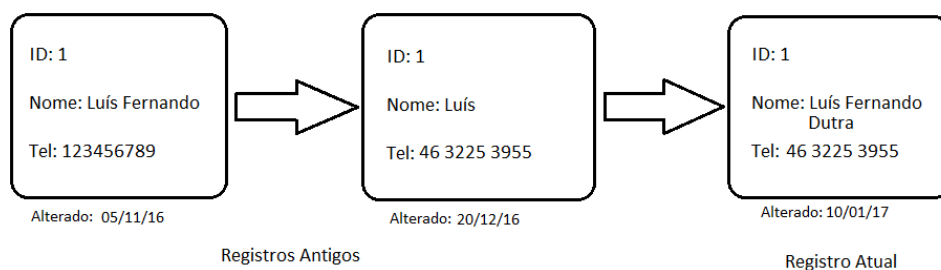 ID: 1
Nome: Luís Fernando
Tel: 123456789
Alterado: 05/11/16
ID: 1
Nome: Luís
Tel: 46 3225 3955
Alterado: 20/12/16
Registros Antigos
ID: 1
Nome: Luís Fernando
Dutra
Tel: 46 3225 3955
Alterado: 10/01/17
Registro Atual